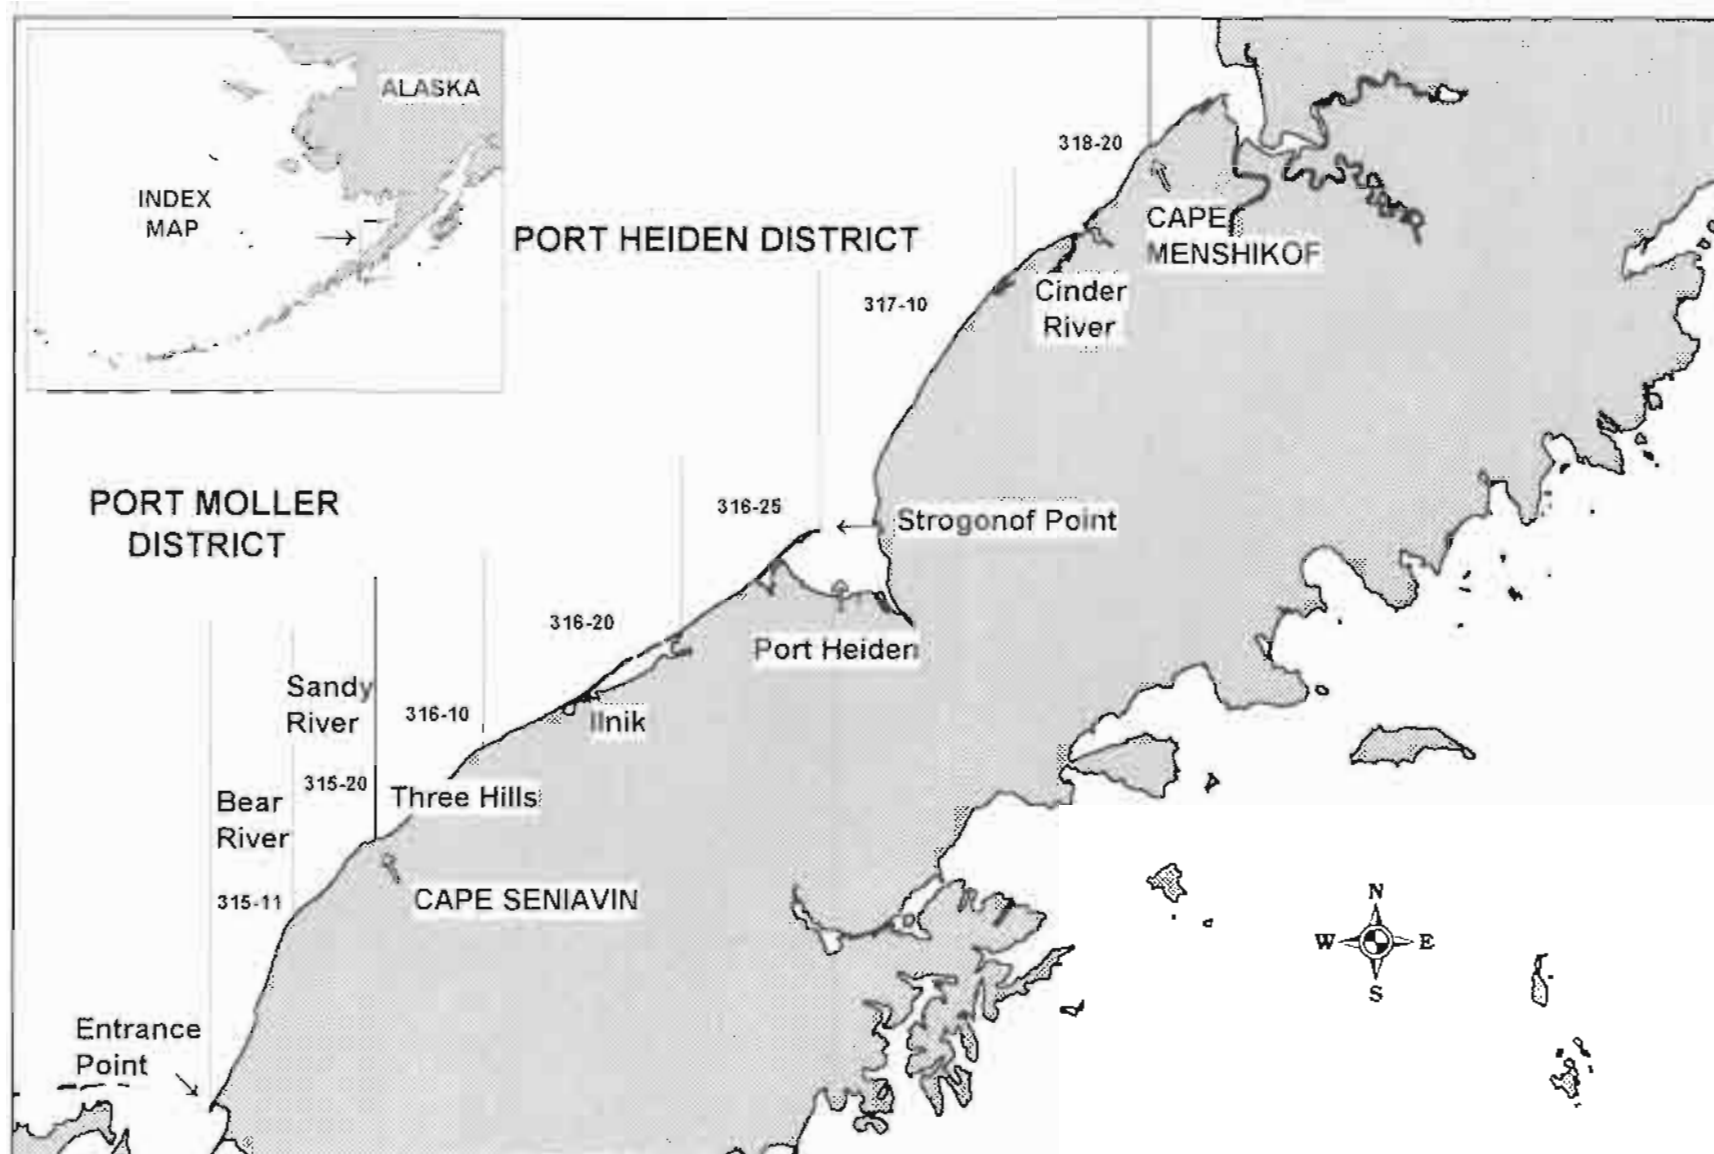 ALASKA
INDEX
MAP
318-20
CAPE
MENSHIKOF
PORT HEIDEN DISTRICT
317-10
Cinder
River
PORT MOLLER
DISTRICT
316-25
Strogonof Point
316-20
Port Heiden
Sandy
River
316-10
Ilnik
315-20
Three Hills
Bear
River
315-11
CAPE SENIAVIN
N
W E
S
Entrance
Point